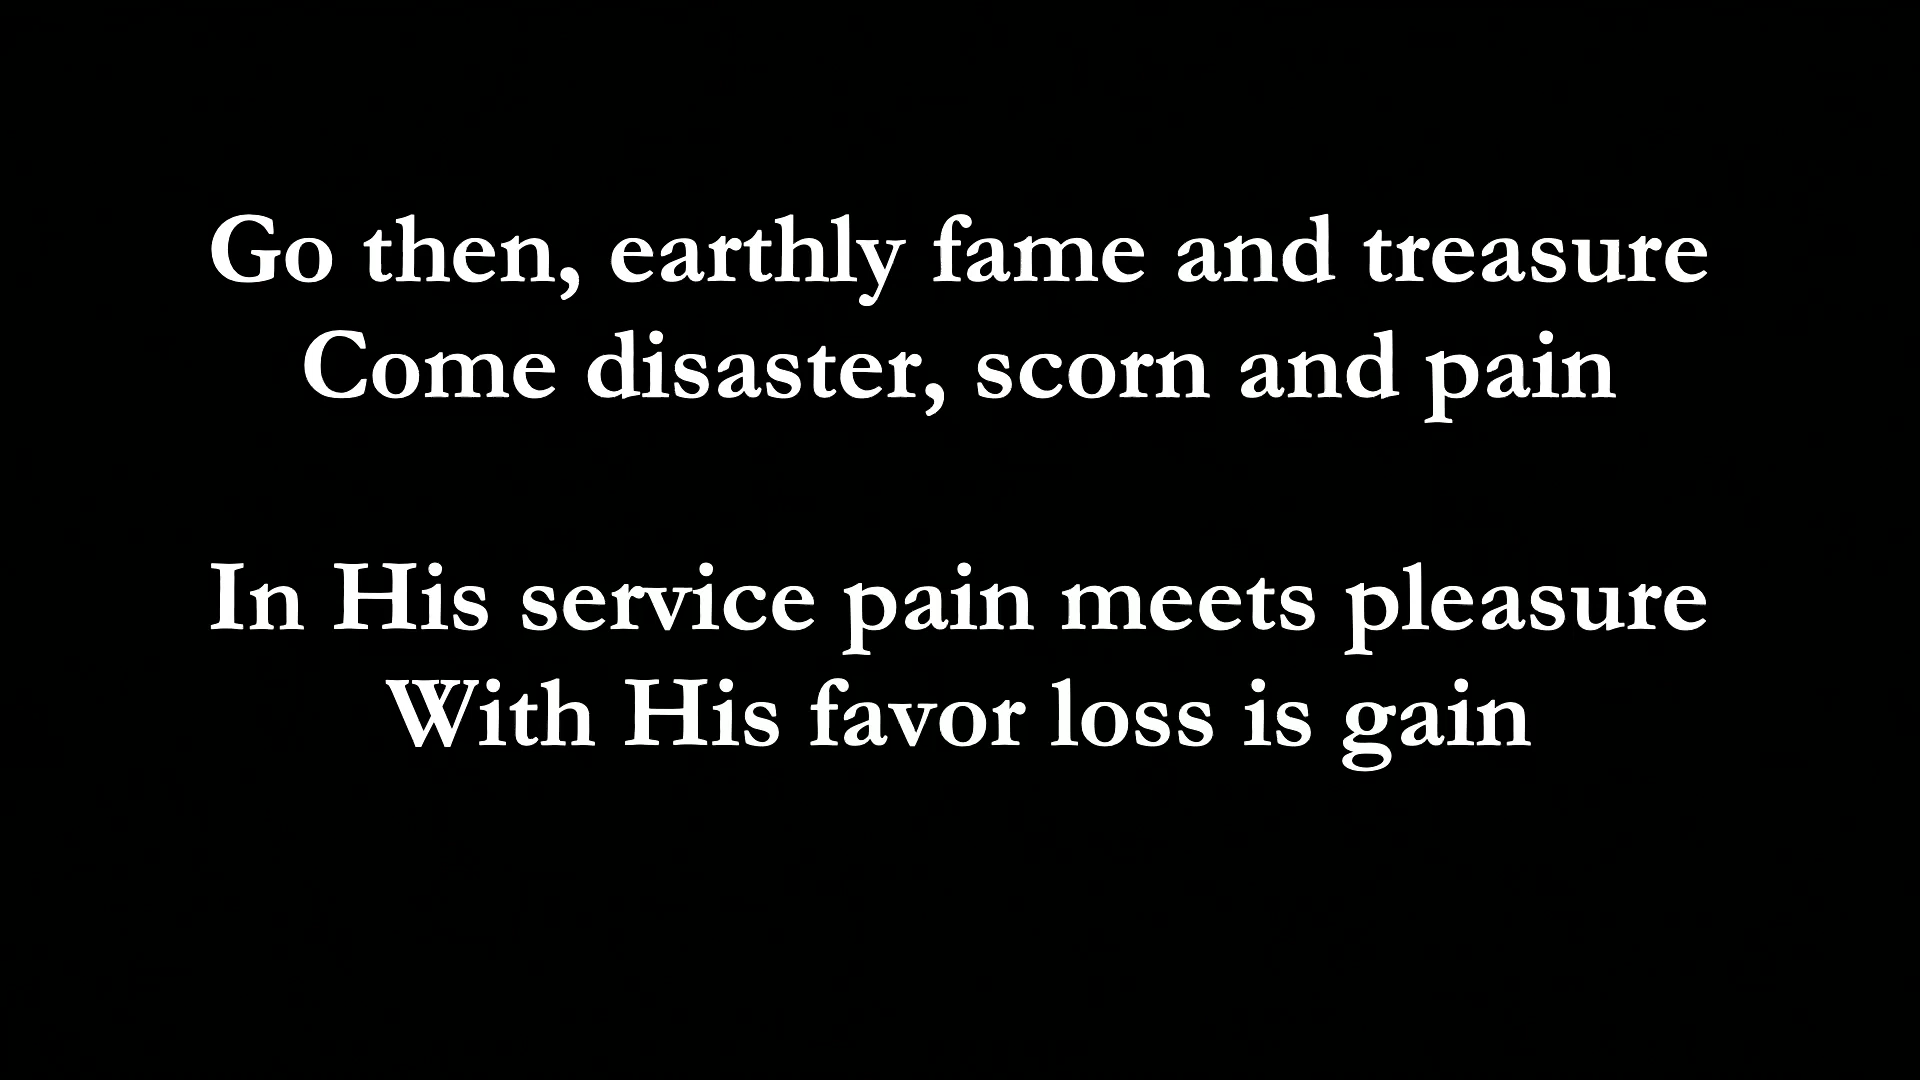 Go then, earthly fame and treasure
Come disaster, scorn and pain
In His service pain meets pleasure
With His favor loss is gain